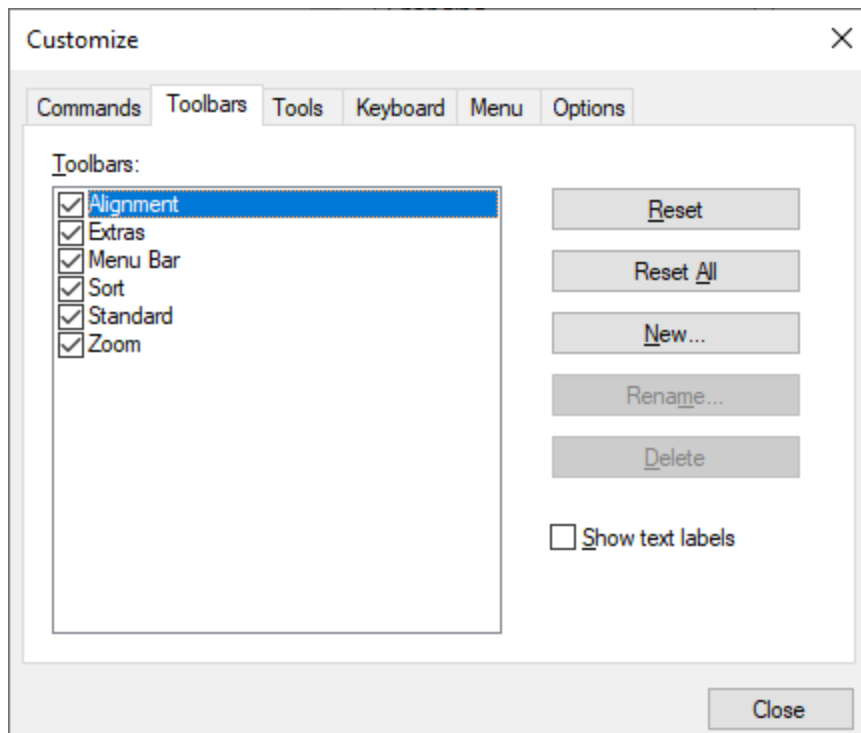 Customize
Commands Toolbars Tools Keyboard Menu Options
Toolbars:
Alignment
Extras
Menu Bar
Sort
Standard
Zoom
Reset
Reset All
New...
Rename...
Delete
Show text labels
Close